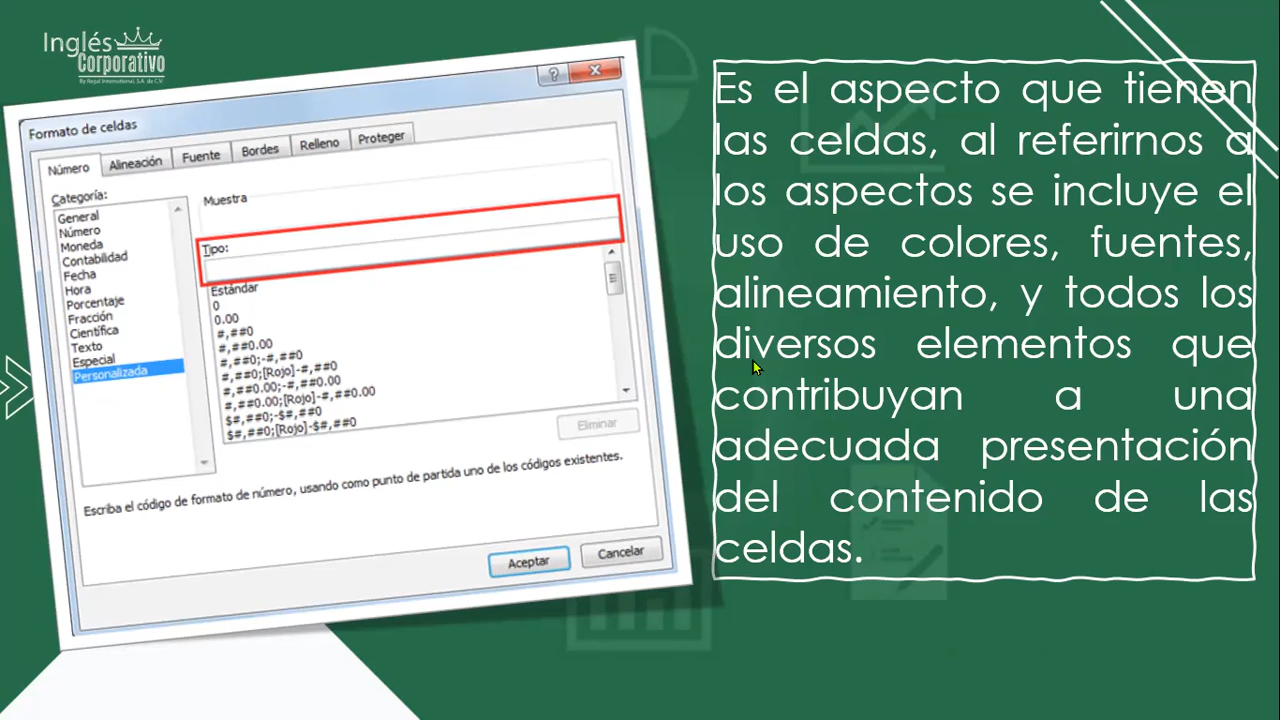 Inglés
Corporativo
By Regal International, S.A. de C.V.
Formato de celdas
Número
Alineación
Fuente
Bordes
Relleno
Proteger
Categoría:
General
Número
Moneda
Contabilidad
Fecha
Hora
Porcentaje
Fracción
Científica
Texto
Especial
Personalizada
Muestra
Tipo:
Estándar
0
0.00
#,##0
#,##0.00
#,##0;-#,##0
#,##0;[Rojo]-#,##0
#,##0.00;-#,##0.00
#,##0.00;[Rojo]-#,##0.00
$#,##0;-$#,##0
$#,##0;[Rojo]-$#,##0
Eliminar
Escriba el código de formato de número, usando como punto de partida uno de los códigos existentes.
Aceptar
Cancelar
Es el aspecto que tienen
las celdas, al referirnos a
los aspectos se incluye el
uso de colores, fuentes,
alineamiento, y todos los
diversos elementos que
contribuyan a una
adecuada presentación
del contenido de las
celdas.